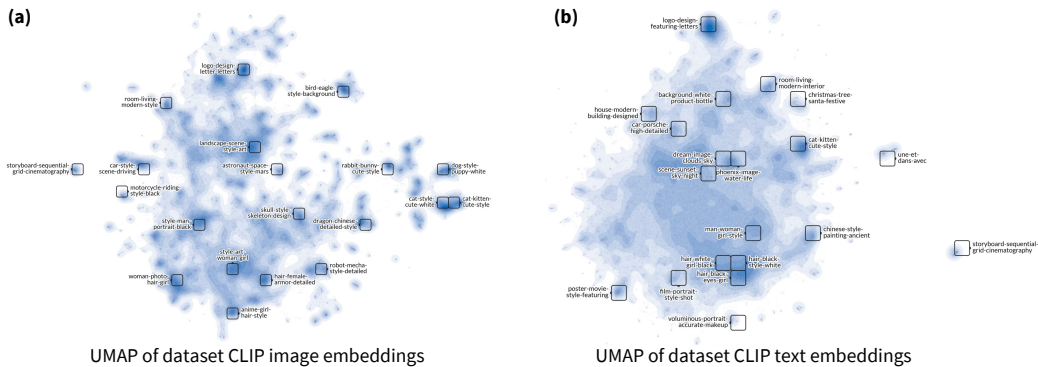 (a)
logo-design-
letter-letters
bird-eagle-
style-background
room-living-
modern-style
landscape-scene-
style-art
storyboard-sequential-
grid-cinematography
car-style-
scene-driving
astronaut-space-
style-mars
rabbit-bunny-
cute-style
dog-style-
puppy-white
motorcycle-riding-
style-black
cat-style-
cute-white
cat-kitten-
cute-style
skull-style-
skeleton-design
style-man-
portrait-black
dragon-chinese-
detailed-style
style-art-
woman-girl
robot-mecha-
style-detailed
woman-photo-
hair-girl
hair-female-
armor-detailed
anime-girl-
hair-style
UMAP of dataset CLIP image embeddings
(b)
logo-design-
featuring-letters
room-living-
modern-interior
background-white-
product-bottle
christmas-tree-
santa-festive
house-modern-
building-designed
car-porsche-
high-detailed
cat-kitten-
cute-style
dream-image-
clouds-sky
une-et-
dans-avec
scene-sunset-
sky-night
phoenix-image-
water-life
man-woman-
girl-style
chinese-style-
painting-ancient
storyboard-sequential-
grid-cinematography
hair-white-
girl-black
hair-black-
style-white
hair-black-
eyes-girl
poster-movie-
style-featuring
film-portrait-
style-shot
voluminous-portrait-
accurate-makeup
UMAP of dataset CLIP text embeddings